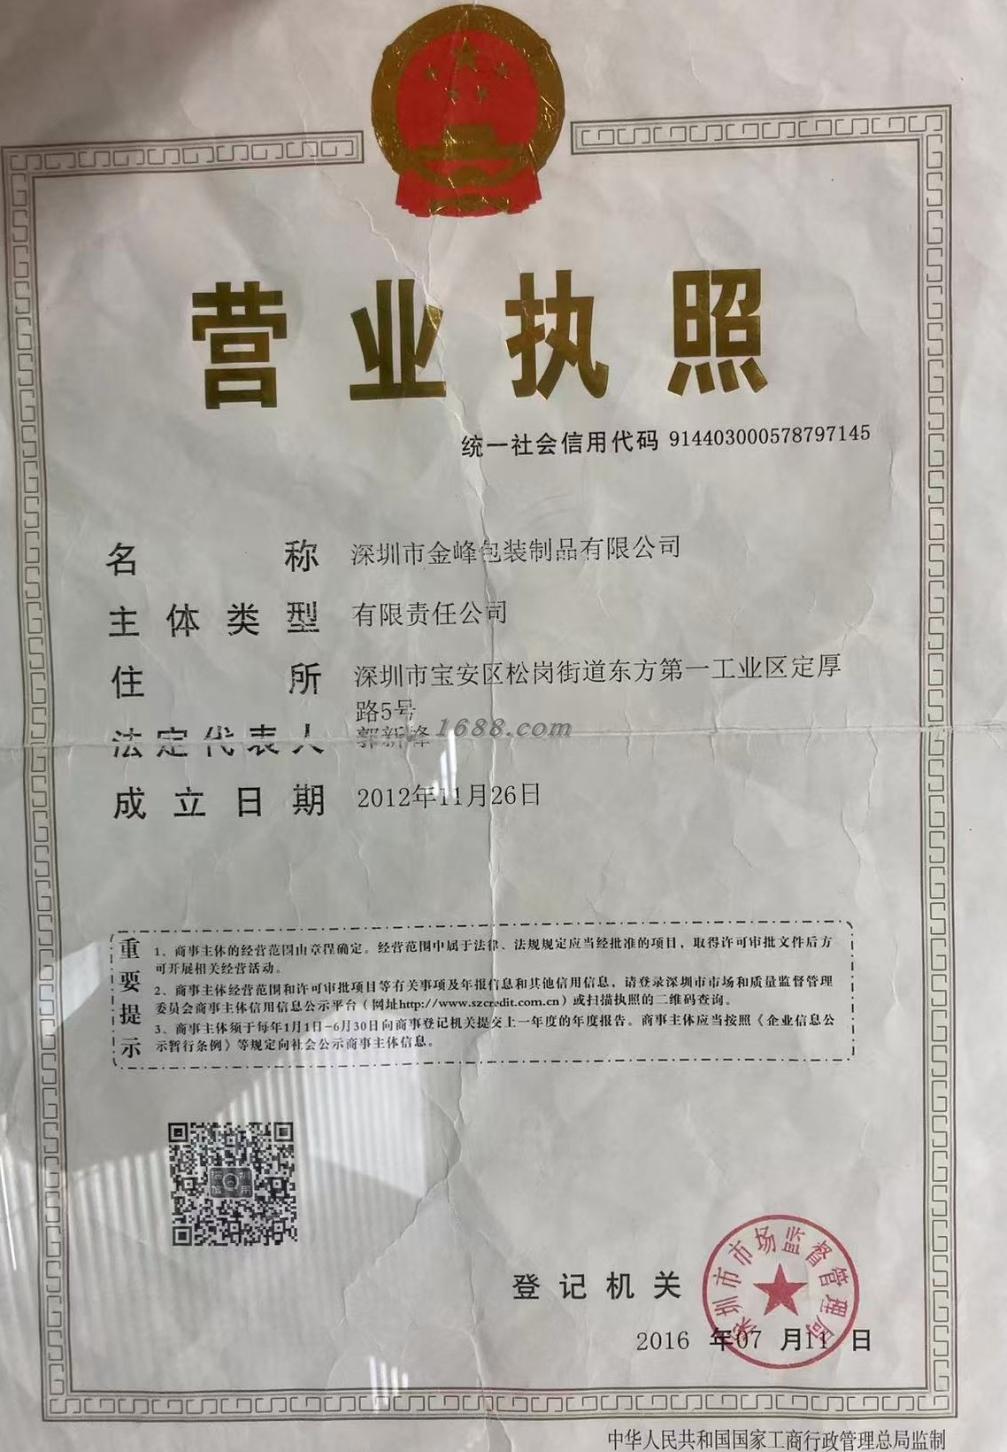 营业执照
统一社会信用代码 914403000578797145
名称 深圳市金峰包装制品有限公司
主体类型 有限责任公司
住所 深圳市宝安区松岗街道东方第一工业区定厚
路5号
法定代表人 郭新峰
1688.com
成立日期 2012年11月26日
重要提示
1、商事主体的经营范围由章程确定。经营范围中属于法律、法规规定应当经批准的项目，取得许可审批文件后方
可开展相关经营活动。
2、商事主体经营范围和许可审批项目等有关事项及年报信息和其他信用信息，请登录深圳市市场和质量监督管理
委员会商事主体信用信息公示平台（网址http://www.szcredit.com.cn）或扫描执照的二维码查询。
3、商事主体须于每年1月1日-6月30日向商事登记机关提交上一年度的年度报告。商事主体应当按照《企业信息公
示暂行条例》等规定向社会公示商事主体信息。
登记机关
深圳市市场监督管理局
2016 年07 月11 日
中华人民共和国国家工商行政管理总局监制